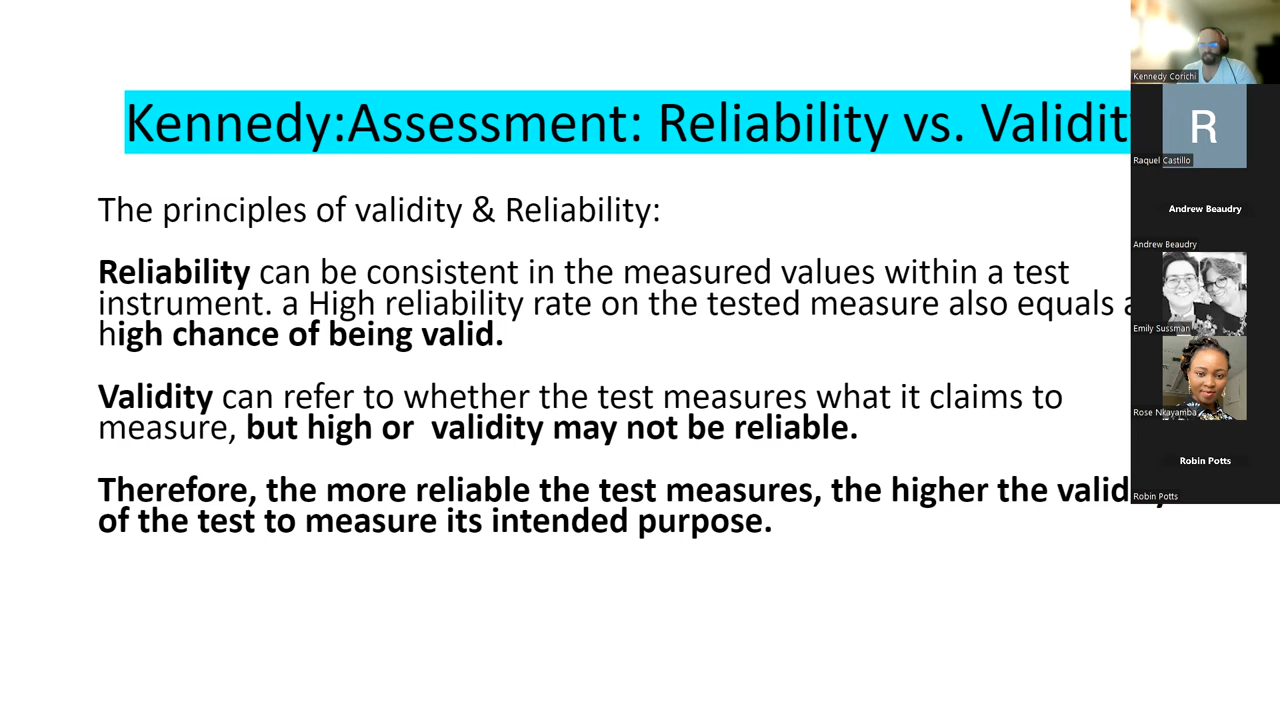 Kennedy:Assessment: Reliability vs. Validit
The principles of validity & Reliability:
Reliability can be consistent in the measured values within a test
instrument. a High reliability rate on the tested measure also equals a
high chance of being valid.
Validity can refer to whether the test measures what it claims to
measure, but high or  validity may not be reliable.
Therefore, the more reliable the test measures, the higher the validity
of the test to measure its intended purpose.
Kennedy Corichi
R
Raquel Castillo
Andrew Beaudry
Andrew Beaudry
Emily Sussman
Rose Nkayamba
Robin Potts
Robin Potts